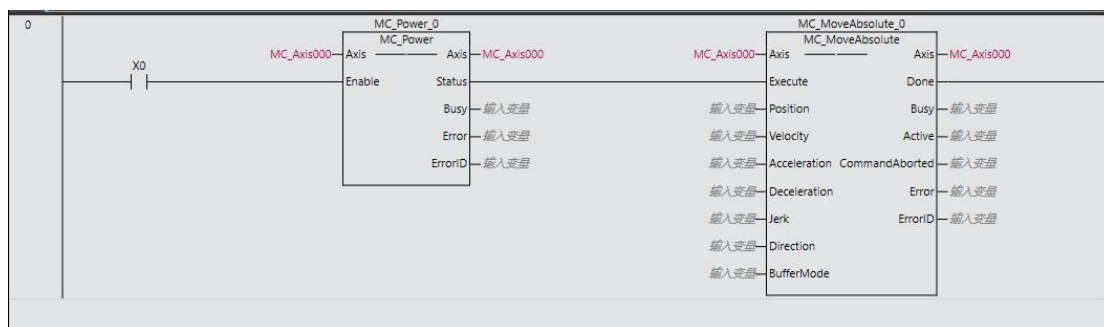 0
MC_Power_0 MC_MoveAbsolute_0
MC_Power MC_MoveAbsolute
MC_Axis000 Axis Axis MC_Axis000 MC_Axis000 Axis Axis MC_Axis000
X0
Enable Status Execute Done
Busy 输入变量 输入变量 Position Busy 输入变量
Error 输入变量 输入变量 Velocity Active 输入变量
ErrorID 输入变量 输入变量 Acceleration CommandAborted 输入变量
输入变量 Deceleration Error 输入变量
输入变量 Jerk ErrorID 输入变量
输入变量 Direction
输入变量 BufferMode